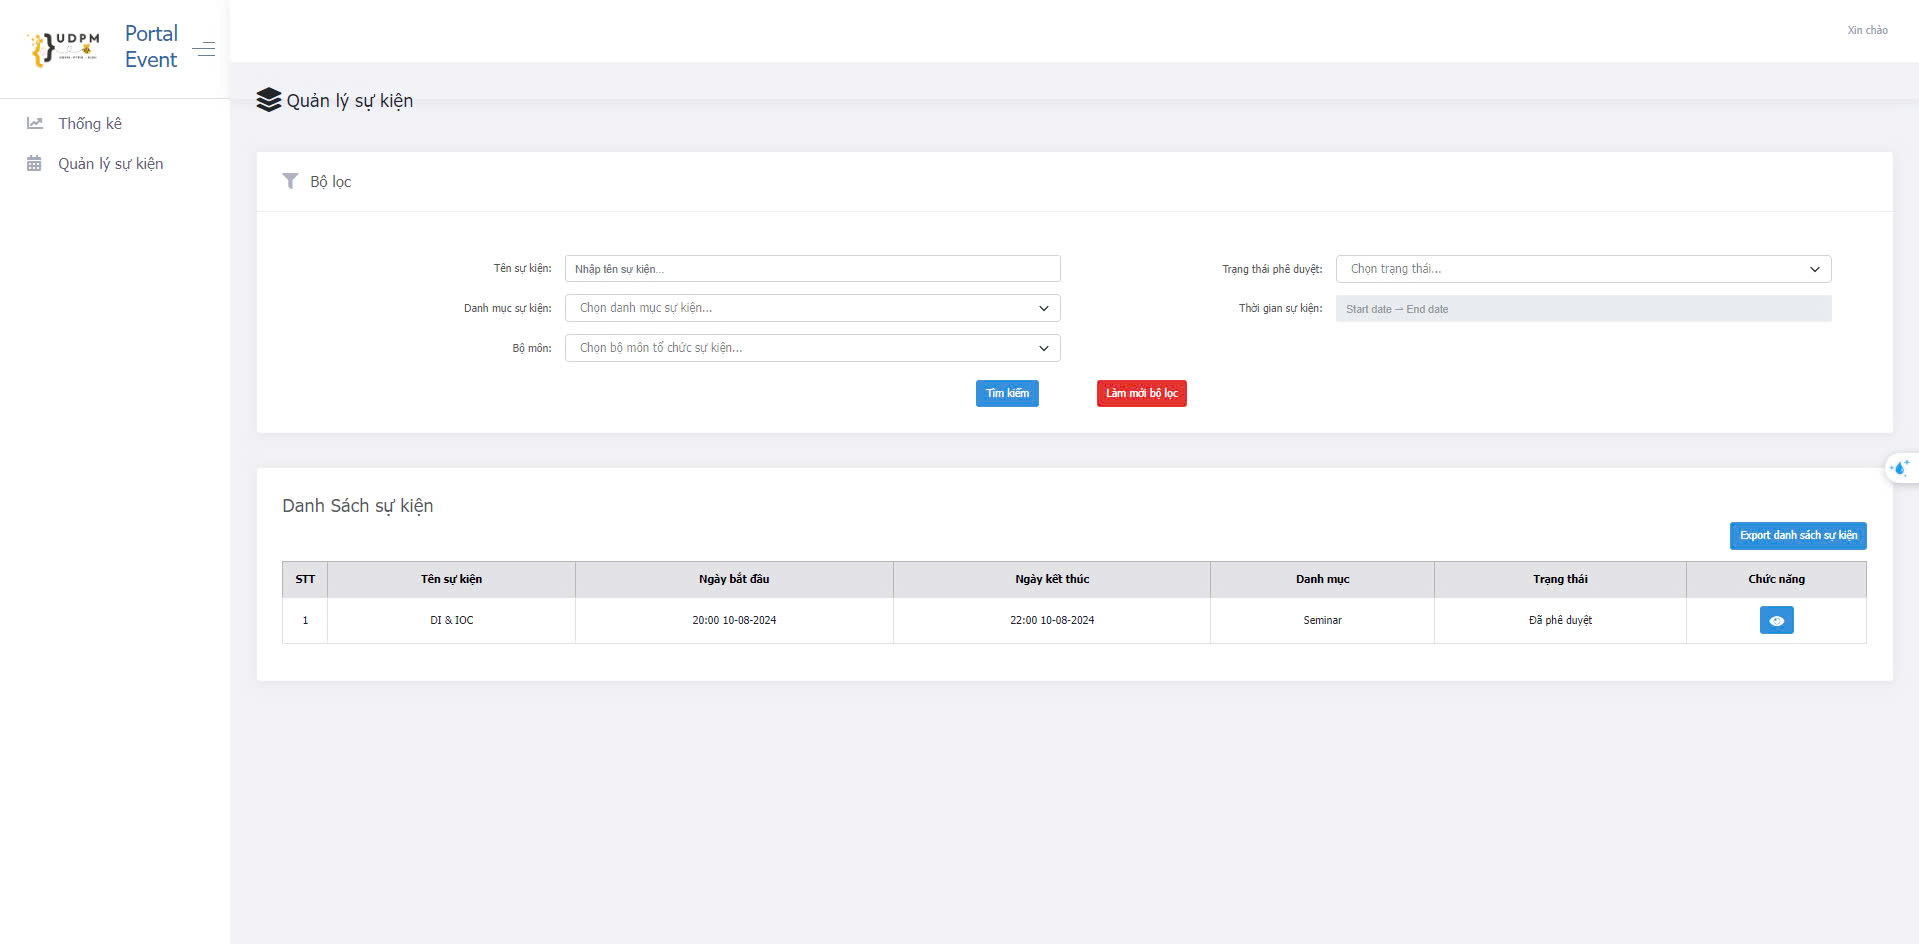 UDPM
Portal
Event
Xin chào
Thống kê
Quản lý sự kiện
Quản lý sự kiện
Bộ lọc
Tên sự kiện: Nhập tên sự kiện...
Trạng thái phê duyệt: Chọn trạng thái...
Danh mục sự kiện: Chọn danh mục sự kiện...
Thời gian sự kiện: Start date ~ End date
Bộ môn: Chọn bộ môn tổ chức sự kiện...
Tìm kiếm Làm mới bộ lọc
Danh Sách sự kiện
Export danh sách sự kiện
STT Tên sự kiện Ngày bắt đầu Ngày kết thúc Danh mục Trạng thái Chức năng
1 DI & IOC 20:00 10-08-2024 22:00 10-08-2024 Seminar Đã phê duyệt